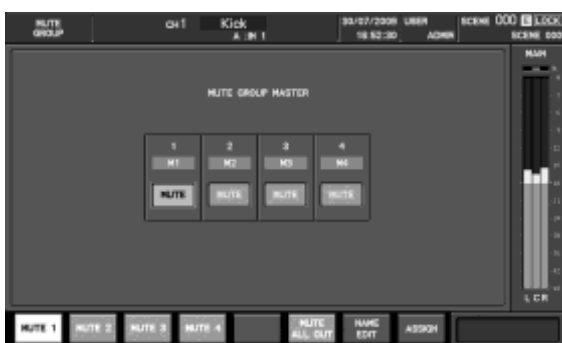 MUTE GROUP
CH1 Kick
A :IN 1
30/07/2008 USER
16:52:30 ADMIN
SCENE 000 E LOCK
SCENE 000
MAIN
MUTE GROUP MASTER
1 2 3 4
M1 M2 M3 M4
MUTE MUTE MUTE MUTE
L C R
MUTE 1 MUTE 2 MUTE 3 MUTE 4 MUTE ALL OUT NAME EDIT ASSIGN